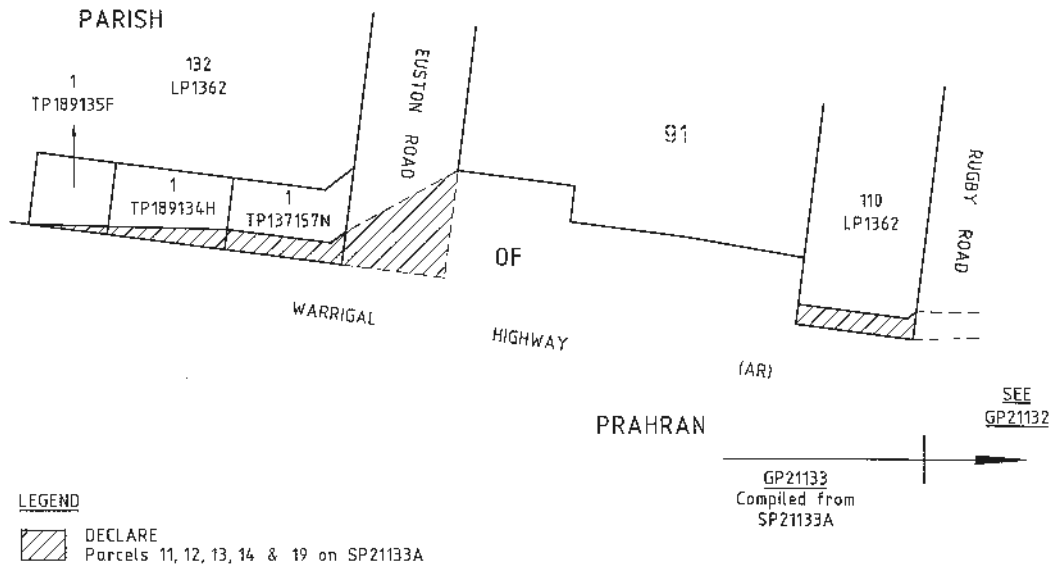 PARISH
132
LP1362
1
TP189135F
EUSTON ROAD
91
RUGBY ROAD
1
TP189134H
1
TP137157N
110
LP1362
OF
WARRIGAL HIGHWAY (AR)
PRAHRAN
SEE
GP21132
GP21133
Compiled from
SP21133A
LEGEND
DECLARE
Parcels 11, 12, 13, 14 & 19 on SP21133A